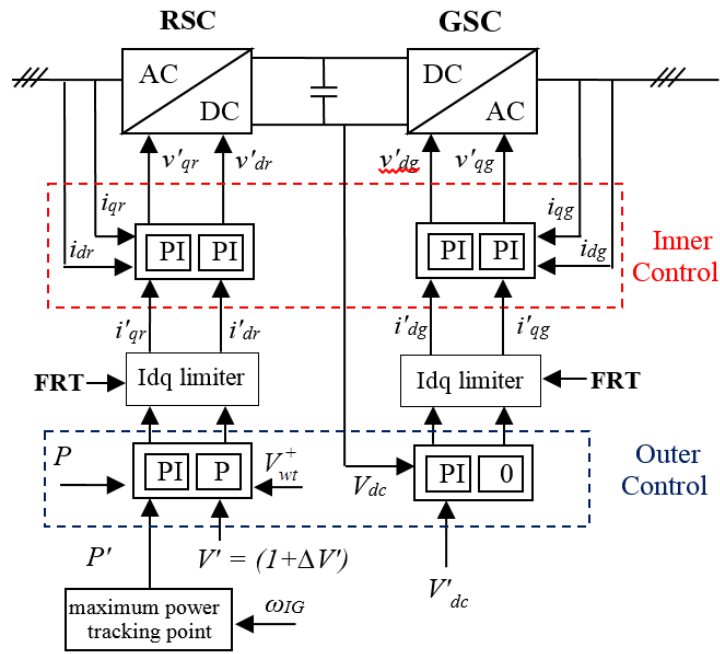 RSC
GSC
AC
DC
DC
AC
v'qr
v'dr
v'dg
v'qg
iqr
idr
PI
PI
PI
PI
iqg
idg
Inner
Control
i'qr
i'dr
i'dg
i'qg
FRT
Idq limiter
Idq limiter
FRT
P
PI
P
V+wt
Vdc
PI
0
Outer
Control
P'
V' = (1+ΔV')
V'dc
maximum power
tracking point
ωIG